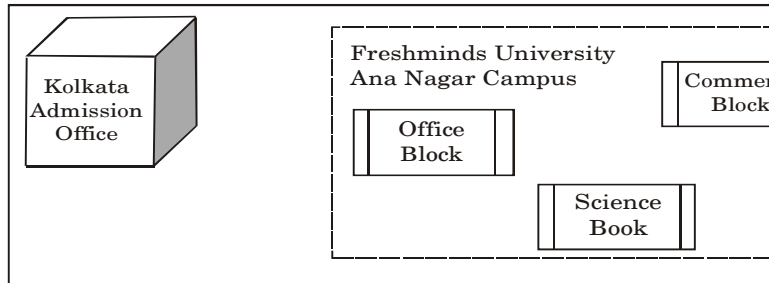 Kolkata
Admission
Office
Freshminds University
Ana Nagar Campus
Office
Block
Science
Book
Block